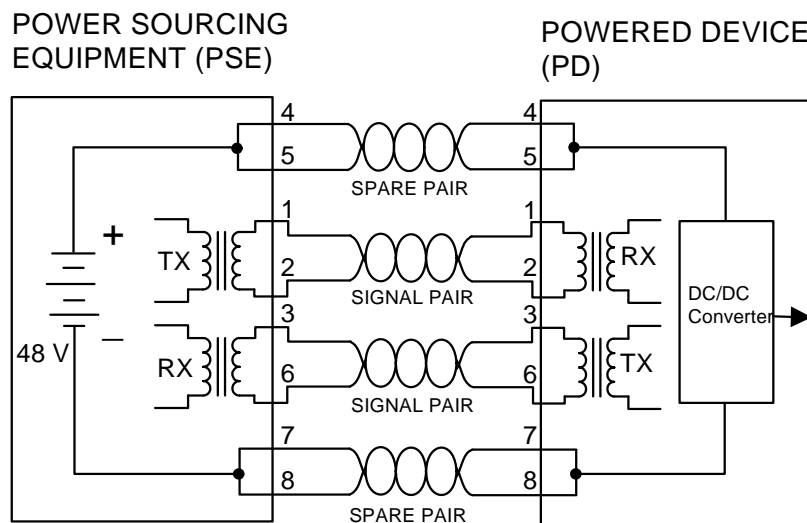 POWER SOURCING
EQUIPMENT (PSE)
POWERED DEVICE
(PD)
4
5
4
5
SPARE PAIR
1
2
1
2
+
TX
RX
SIGNAL PAIR
DC/DC
Converter
3
6
3
6
–
48 V
RX
TX
SIGNAL PAIR
7
8
7
8
SPARE PAIR